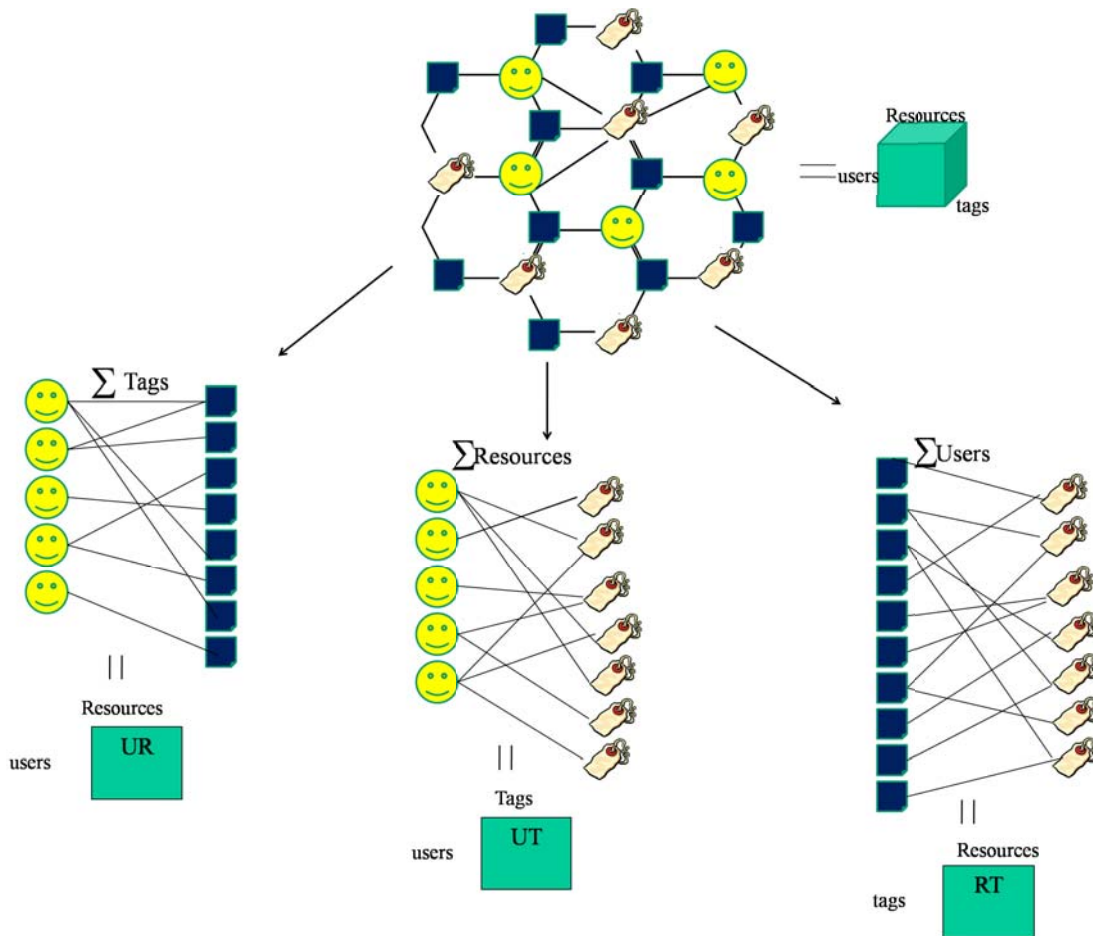 Resources
users
tags
∑ Tags
∑Resources
∑Users
||
Resources
users
UR
||
Tags
users
UT
||
Resources
tags
RT